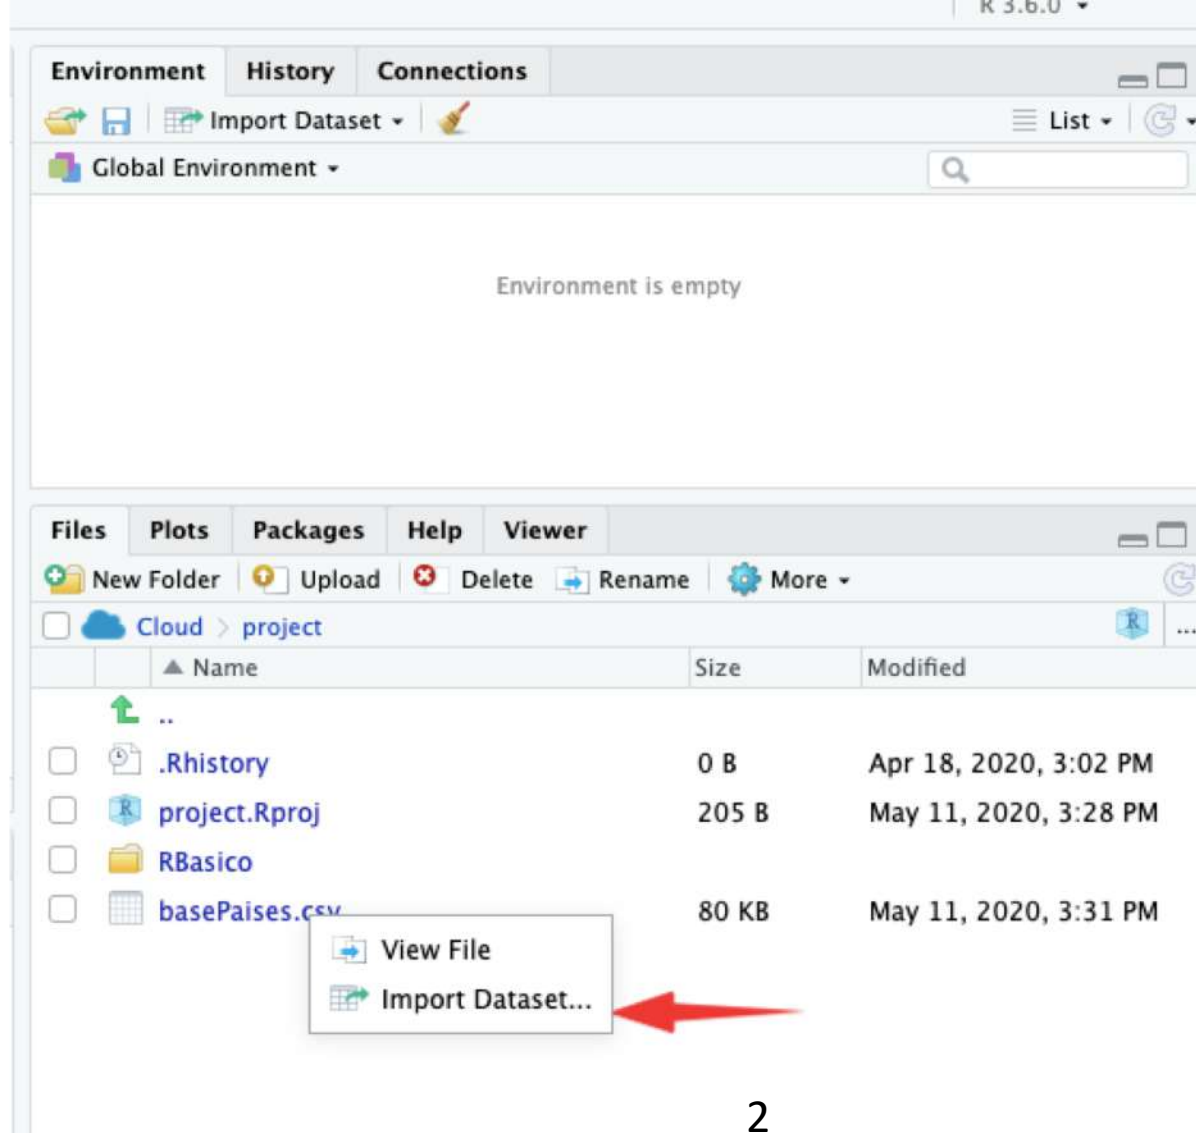 R 3.6.0
Environment History Connections
Import Dataset List
Global Environment
Environment is empty
Files Plots Packages Help Viewer
New Folder Upload Delete Rename More
Cloud > project R ...
Name Size Modified
..
.Rhistory 0 B Apr 18, 2020, 3:02 PM
R project.Rproj 205 B May 11, 2020, 3:28 PM
RBasico
basePaises.csv 80 KB May 11, 2020, 3:31 PM
View File
Import Dataset...
2